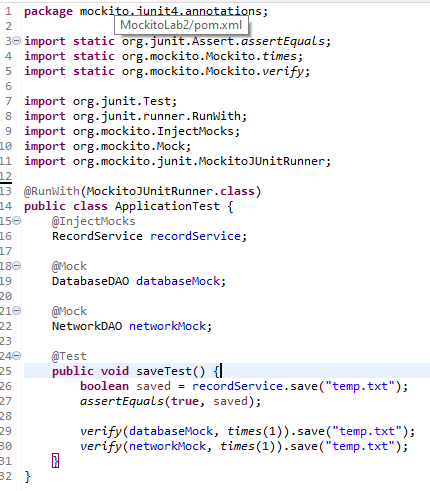 1 package mockito.junit4.annotations;
MockitoLab2/pom.xml
2
3 import static org.junit.Assert.assertEquals;
4 import static org.mockito.Mockito.times;
5 import static org.mockito.Mockito.verify;
6
7 import org.junit.Test;
8 import org.junit.runner.RunWith;
9 import org.mockito.InjectMocks;
10 import org.mockito.Mock;
11 import org.mockito.junit.MockitoJUnitRunner;
12
13 @RunWith(MockitoJUnitRunner.class)
14 public class ApplicationTest {
15 @InjectMocks
16 RecordService recordService;
17
18 @Mock
19 DatabaseDAO databaseMock;
20
21 @Mock
22 NetworkDAO networkMock;
23
24 @Test
25 public void saveTest() {
26 boolean saved = recordService.save("temp.txt");
27 assertEquals(true, saved);
28
29 verify(databaseMock, times(1)).save("temp.txt");
30 verify(networkMock, times(1)).save("temp.txt");
31 }
32 }